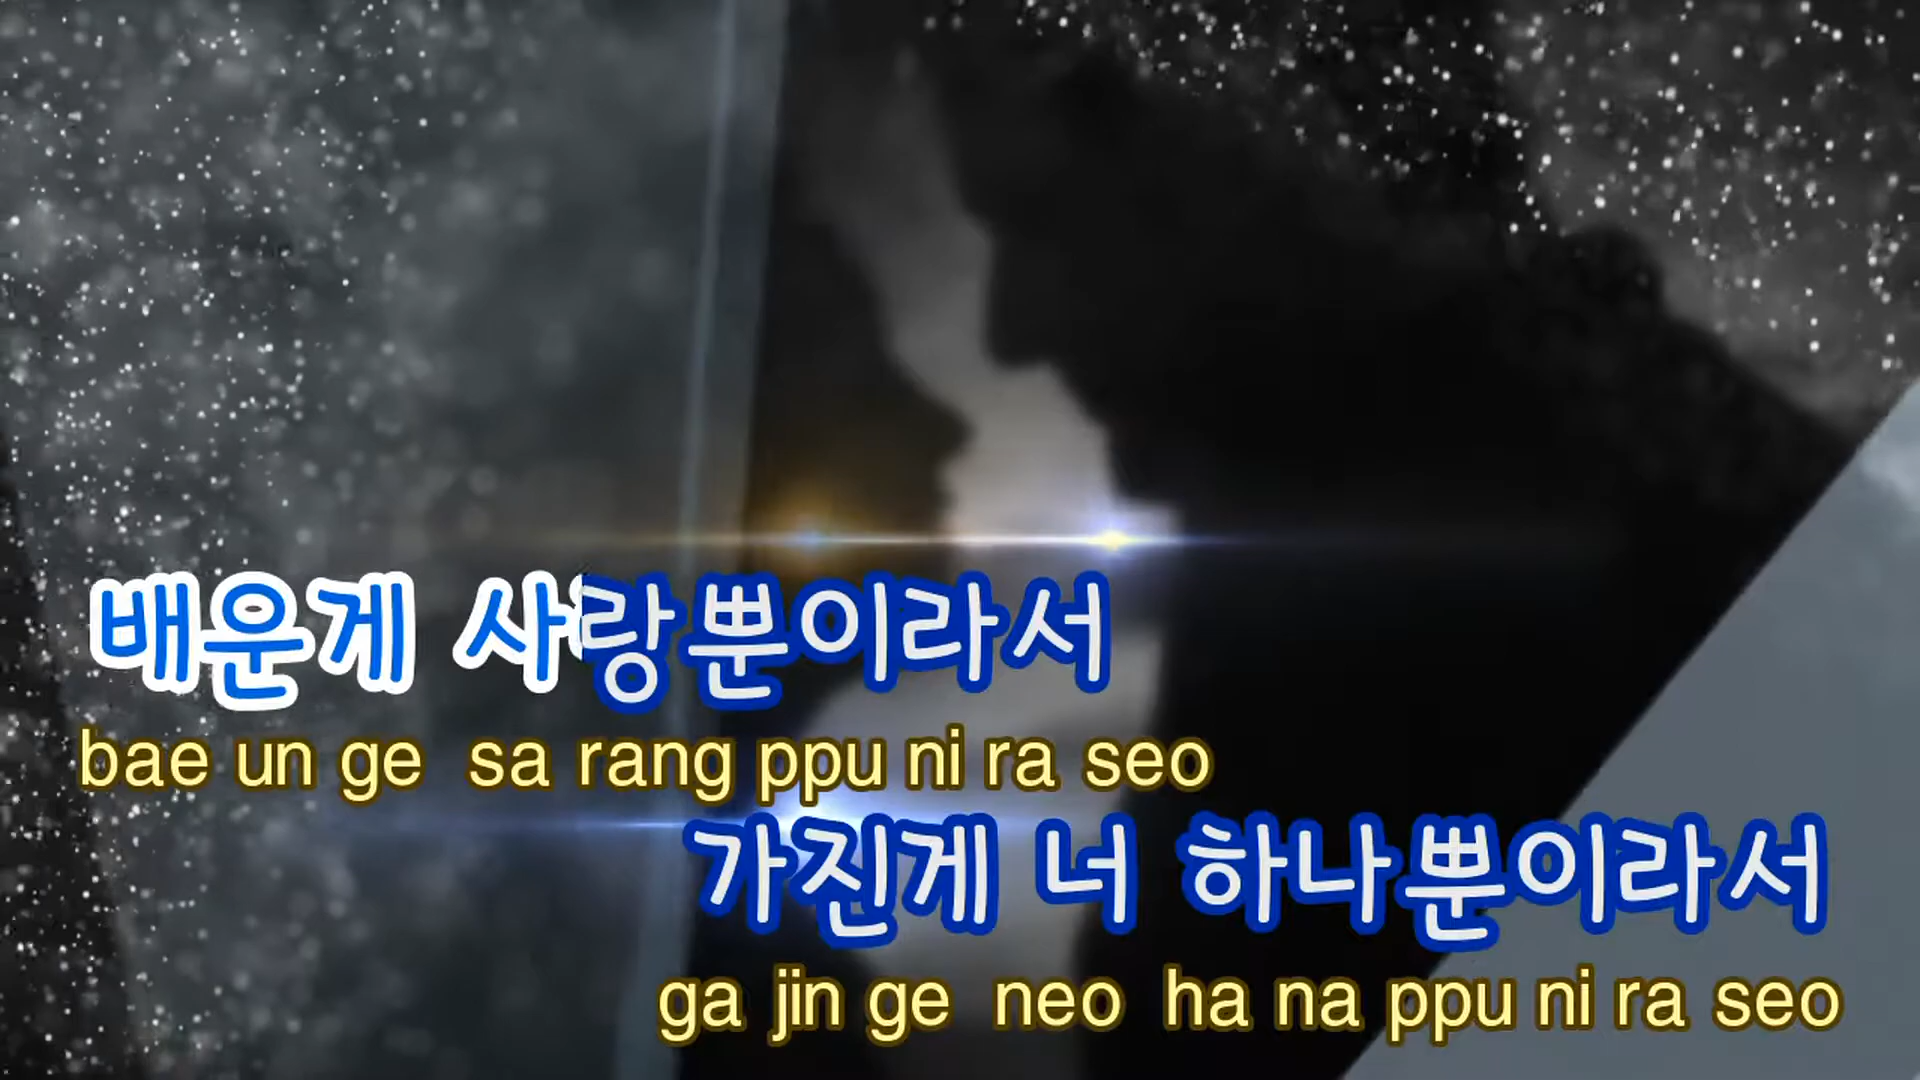 배운게 사랑뿐이라서
bae un ge sa rang ppu ni ra seo
가진게 너 하나뿐이라서
ga jin ge neo ha na ppu ni ra seo